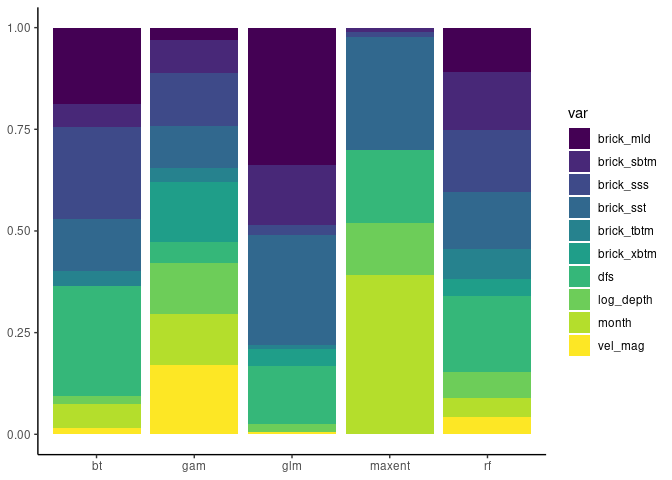 1.00
0.75
0.50
0.25
0.00
bt gam glm maxent rf
var
brick_mld
brick_sbtm
brick_sss
brick_sst
brick_tbtm
brick_xbtm
dfs
log_depth
month
vel_mag